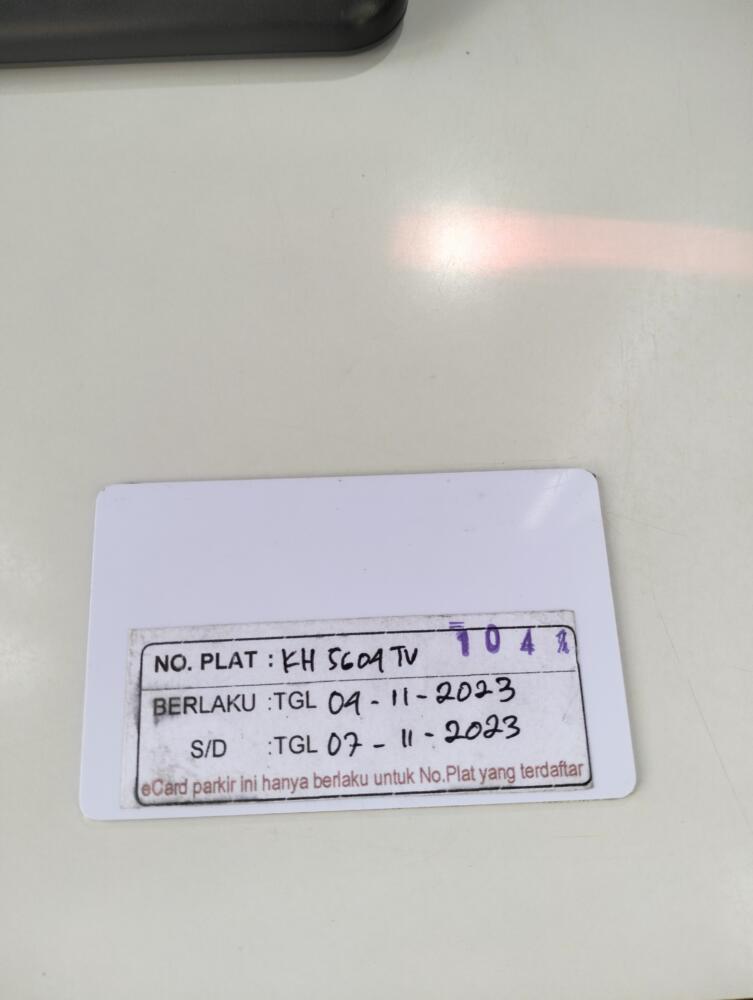 NO. PLAT : KH 5604 TV 104
BERLAKU :TGL 04-11-2023
S/D :TGL 07-11-2023
eCard parkir ini hanya berlaku untuk No.Plat yang terdaftar